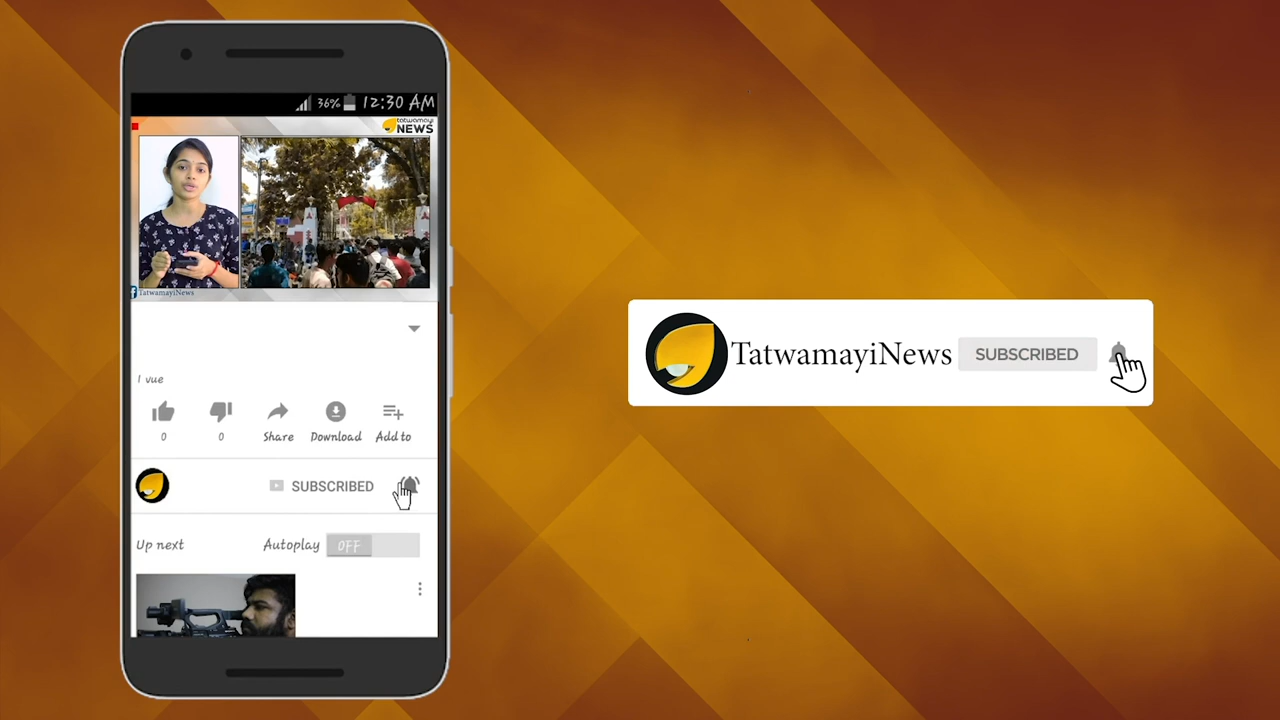 36% 12:30 AM
tatwamayi
NEWS
TatwamayiNews
1 vue
0 0 Share Download Add to
SUBSCRIBED
Up next Autoplay OFF
TatwamayiNews SUBSCRIBED